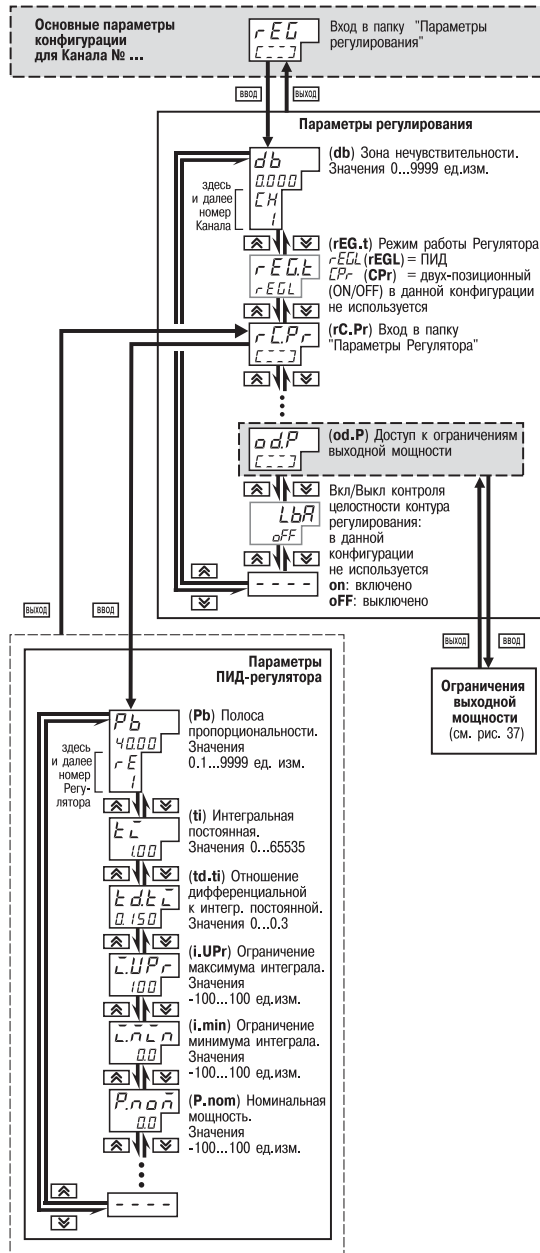 Основные параметры
конфигурации
для Канала № ...
rEG
[---]
Вход в папку "Параметры
регулирования"
ВВОД
ВЫХОД
Параметры регулирования
db
0.000
CH
1
здесь
и далее
номер
Канала
(db) Зона нечувствительности.
Значения 0...9999 ед.изм.
rEG.t
rEGL
(rEG.t) Режим работы Регулятора
rEGL (rEGL) = ПИД
CPr (CPr) = двух-позиционный
(ON/OFF) в данной конфигурации
не используется
rC.Pr
[---]
(rC.Pr) Вход в папку
"Параметры Регулятора"
od.P
[---]
(od.P) Доступ к ограничениям
выходной мощности
LbA
oFF
Вкл/Выкл контроля
целостности контура
регулирования:
в данной
конфигурации
не используется
on: включено
oFF: выключено
- - - -
ВЫХОД
ВВОД
ВЫХОД
ВВОД
Ограничения
выходной
мощности
(см. рис. 37)
Параметры
ПИД-регулятора
Pb
40.00
rE
1
здесь
и далее
номер
Регу-
лятора
(Pb) Полоса
пропорциональности.
Значения
0.1...9999 ед. изм.
ti
1.00
(ti) Интегральная
постоянная.
Значения 0...65535
td.ti
0.150
(td.ti) Отношение
дифференциальной
к интегр. постоянной.
Значения 0...0.3
i.UPr
100
(i.UPr) Ограничение
максимума интеграла.
Значения
-100...100 ед.изм.
i.min
0.0
(i.min) Ограничение
минимума интеграла.
Значения
-100...100 ед.изм.
P.nom
0.0
(P.nom) Номинальная
мощность.
Значения
-100...100 ед.изм.
- - - -